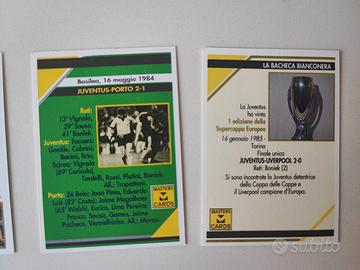 Basilea, 16 maggio 1984
JUVENTUS-PORTO 2-1
Reti:
13' Vignola,
29' Sousa,
41' Boniek.
Juventus: Tacconi;
Gentile, Cabrini;
Bonini, Brio,
Scirea; Vignola
(89' Caricola),
Tardelli, Rossi, Platini, Boniek.
All.: Trapattoni.
Porto: Zé Beto; Joao Pinto, Eduardo
Luis (82' Costa); Jaime Magalhaes
(65' Walsh), Eurico, Lima Pereira;
Frasco, Sousa, Gomes, Jaime
Pacheco, Vermelhinho. All.: Morais.
MASTERS
CARDS
LA BACHECA BIANCONERA
La Juventus
ha vinto
1 edizione della
Supercoppa Europea
16 gennaio 1985 -
Torino
Finale unica
JUVENTUS-LIVERPOOL 2-0
Reti: Boniek (2)
Si sono incontrate la Juventus detentrice
della Coppa delle Coppe e
il Liverpool campione d'Europa.
MASTERS
CARDS
subito.it